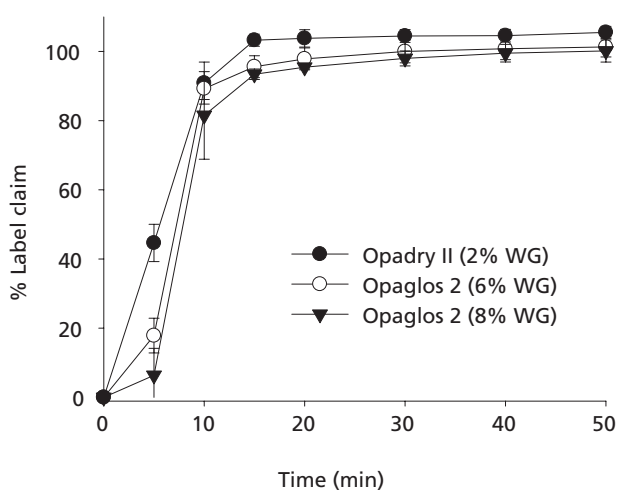 % Label claim
100
80
60
40
20
0
Opadry II (2% WG)
Opaglos 2 (6% WG)
Opaglos 2 (8% WG)
0 10 20 30 40 50
Time (min)